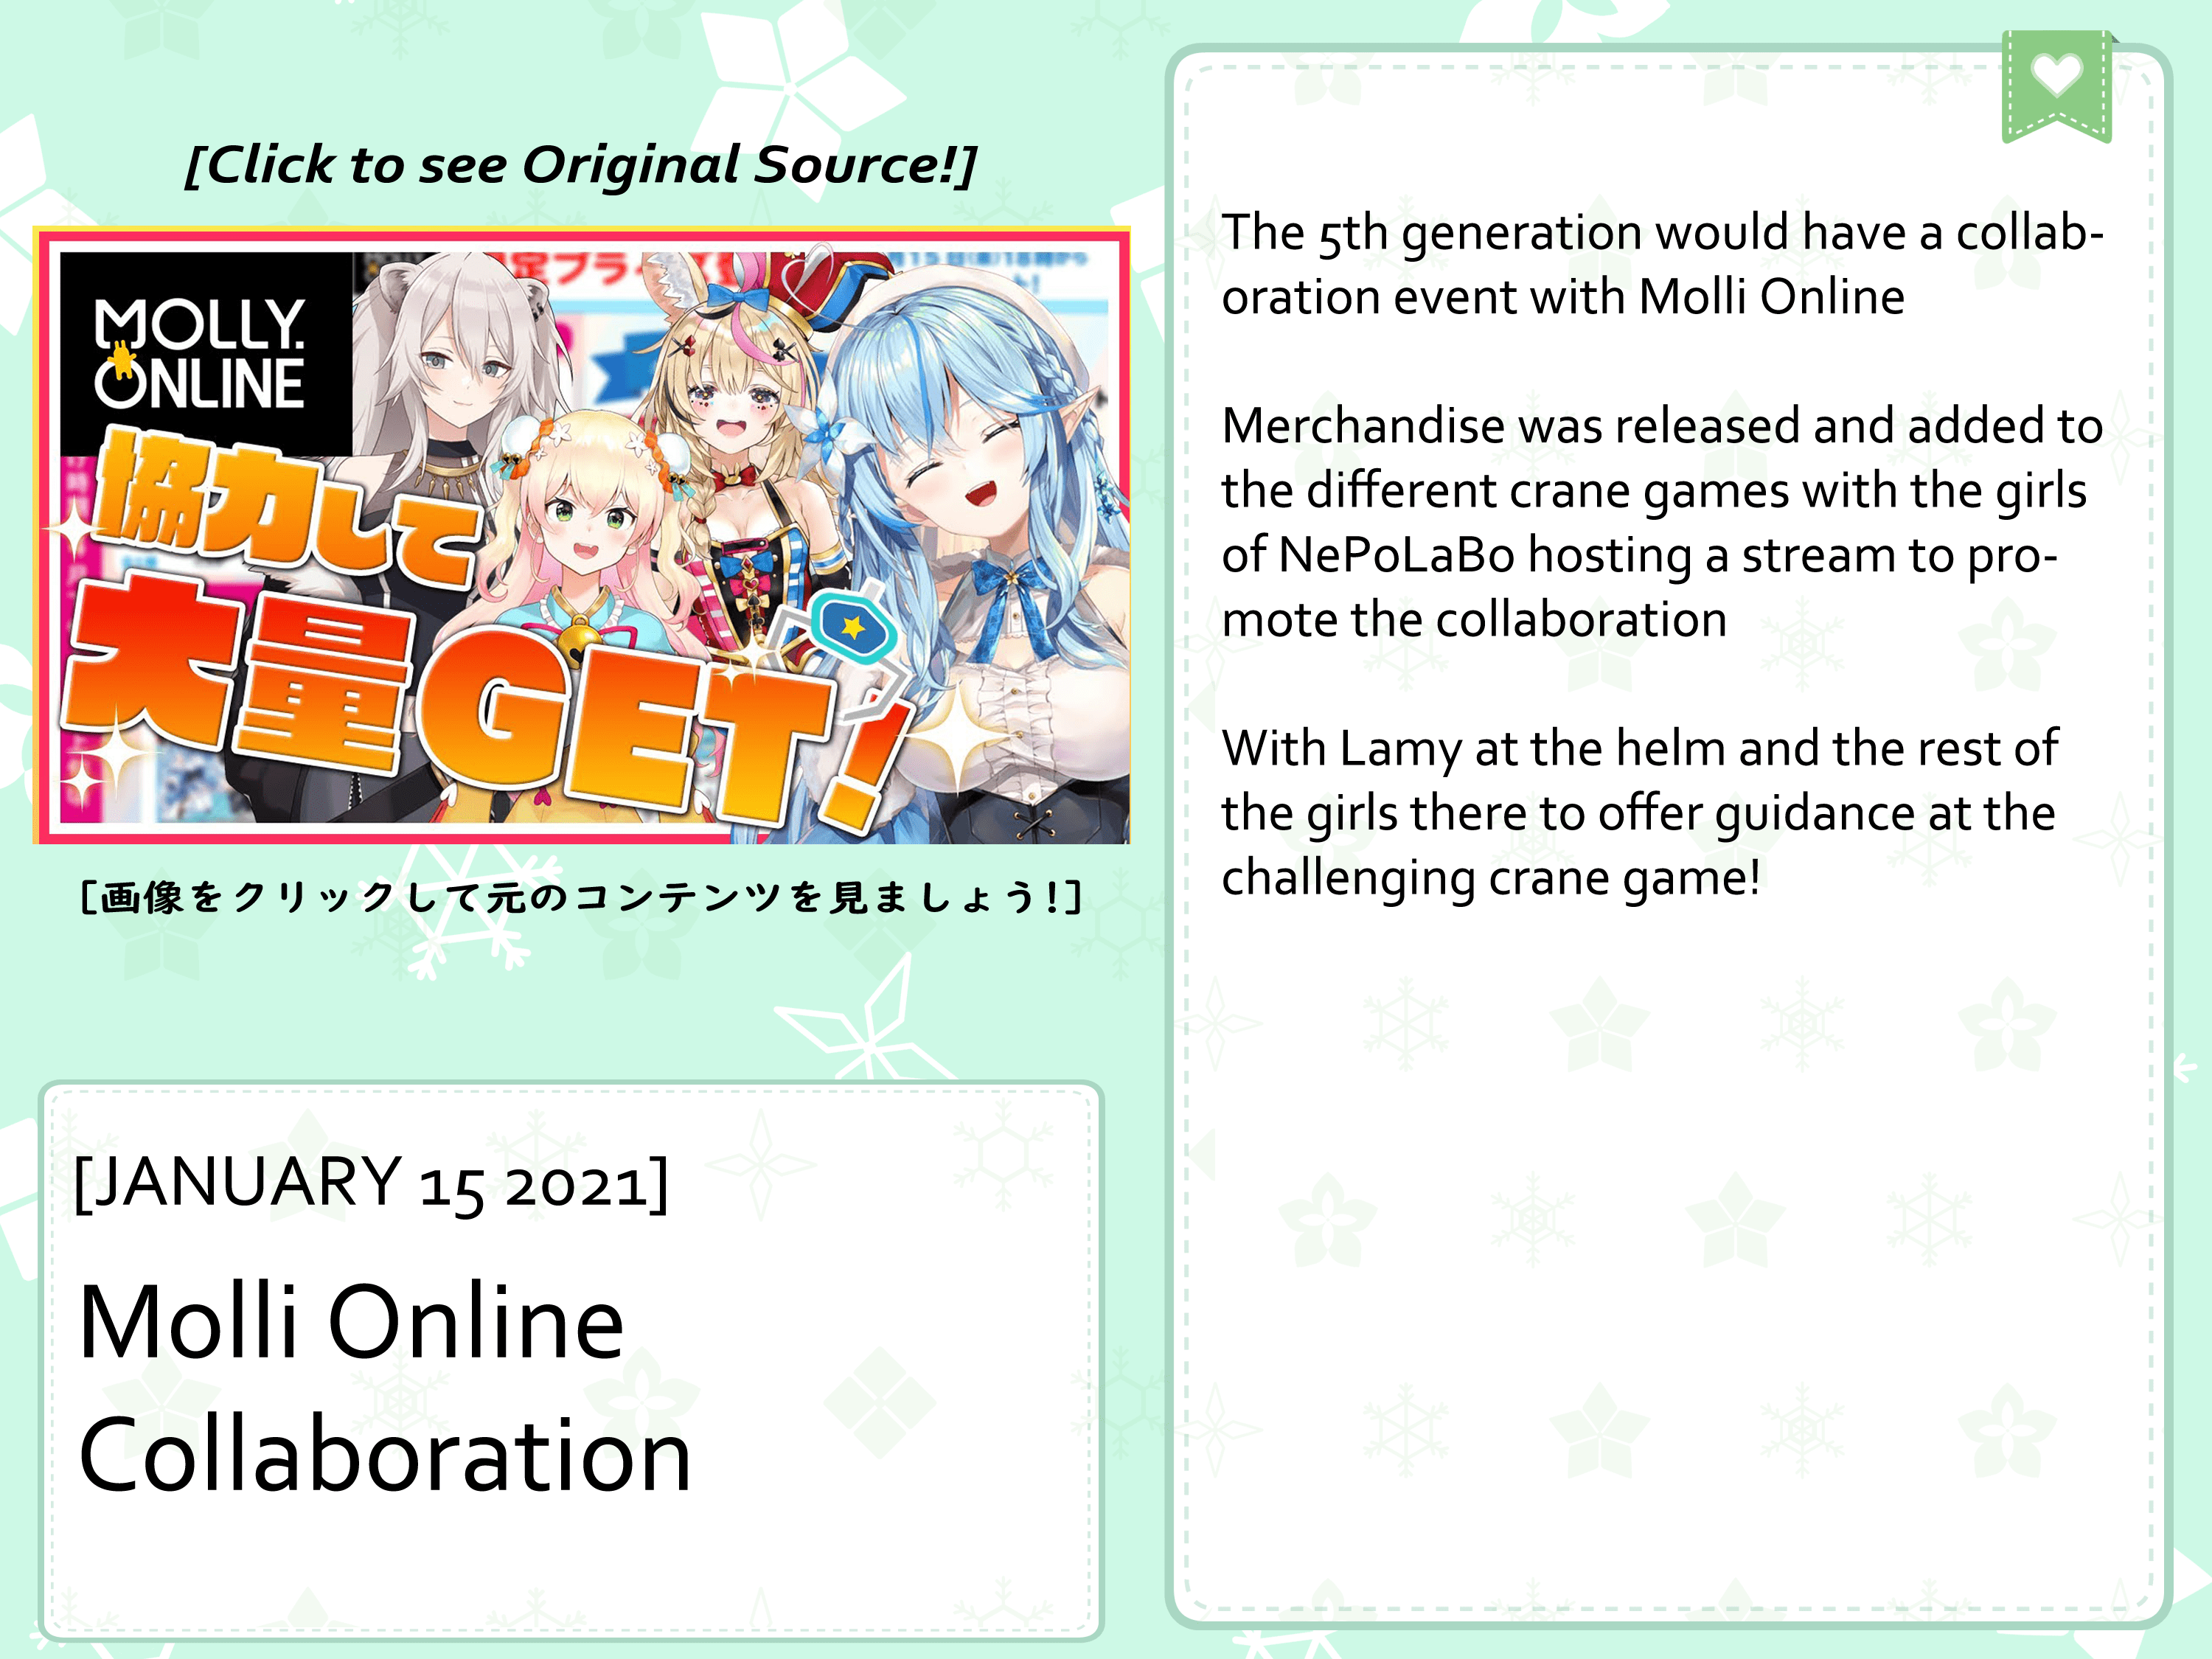 [Click to see Original Source!]
MOLLY.
ONLINE
協力して
大量GET!
[画像をクリックして元のコンテンツを見ましょう!]
[JANUARY 15 2021]
Molli Online
Collaboration
The 5th generation would have a collab-
oration event with Molli Online
Merchandise was released and added to
the different crane games with the girls
of NePoLaBo hosting a stream to pro-
mote the collaboration
With Lamy at the helm and the rest of
the girls there to offer guidance at the
challenging crane game!